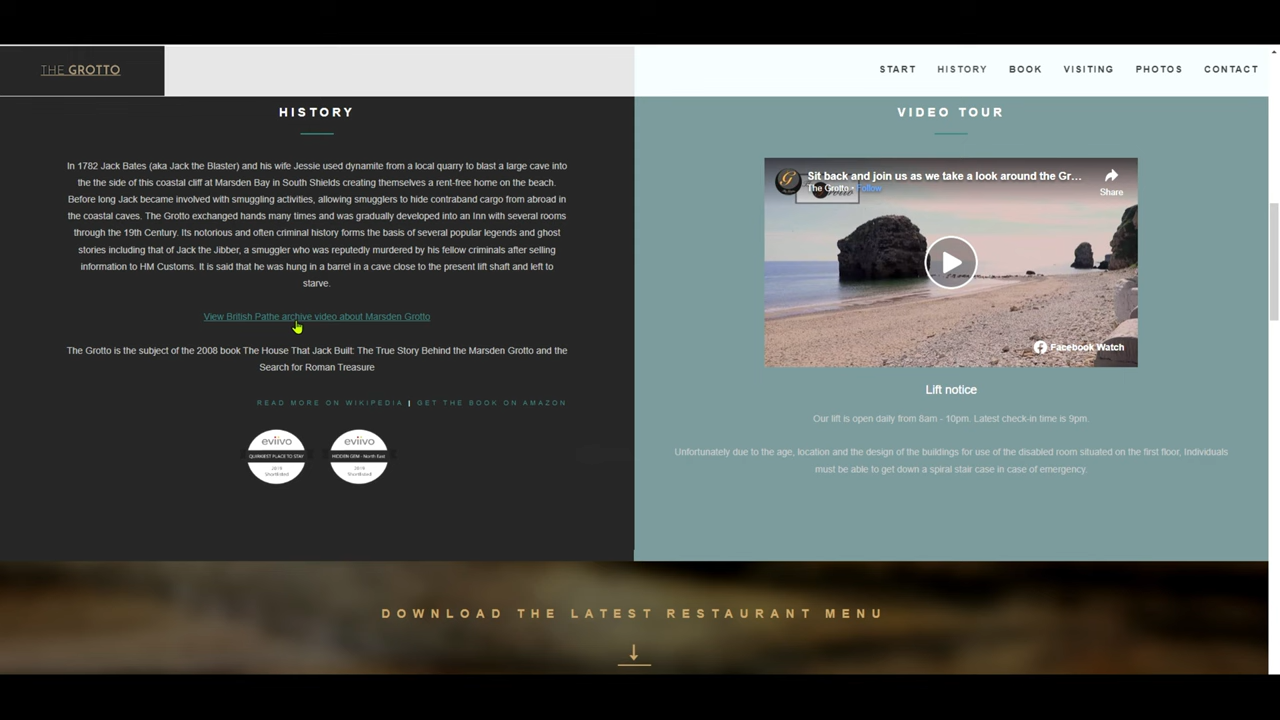 THE GROTTO
START HISTORY BOOK VISITING PHOTOS CONTACT
HISTORY
In 1782 Jack Bates (aka Jack the Blaster) and his wife Jessie used dynamite from a local quarry to blast a large cave into
the the side of this coastal cliff at Marsden Bay in South Shields creating themselves a rent-free home on the beach.
Before long Jack became involved with smuggling activities, allowing smugglers to hide contraband cargo from abroad in
the coastal caves. The Grotto exchanged hands many times and was gradually developed into an Inn with several rooms
through the 19th Century. Its notorious and often criminal history forms the basis of several popular legends and ghost
stories including that of Jack the Jibber, a smuggler who was reputedly murdered by his fellow criminals after selling
information to HM Customs. It is said that he was hung in a barrel in a cave close to the present lift shaft and left to
starve.
View British Pathe archive video about Marsden Grotto
The Grotto is the subject of the 2008 book The House That Jack Built: The True Story Behind the Marsden Grotto and the
Search for Roman Treasure
READ MORE ON WIKIPEDIA | GET THE BOOK ON AMAZON
eviivo
QUIRKIEST PLACE TO STAY
2019
Shortlisted
eviivo
HIDDEN GEM - North East
2019
Shortlisted
VIDEO TOUR
Sit back and join us as we take a look around the Gr...
The Grotto • Follow
Share
Facebook Watch
Lift notice
Our lift is open daily from 8am - 10pm. Latest check-in time is 9pm.
Unfortunately due to the age, location and the design of the buildings for use of the disabled room situated on the first floor, Individuals
must be able to get down a spiral stair case in case of emergency.
DOWNLOAD THE LATEST RESTAURANT MENU